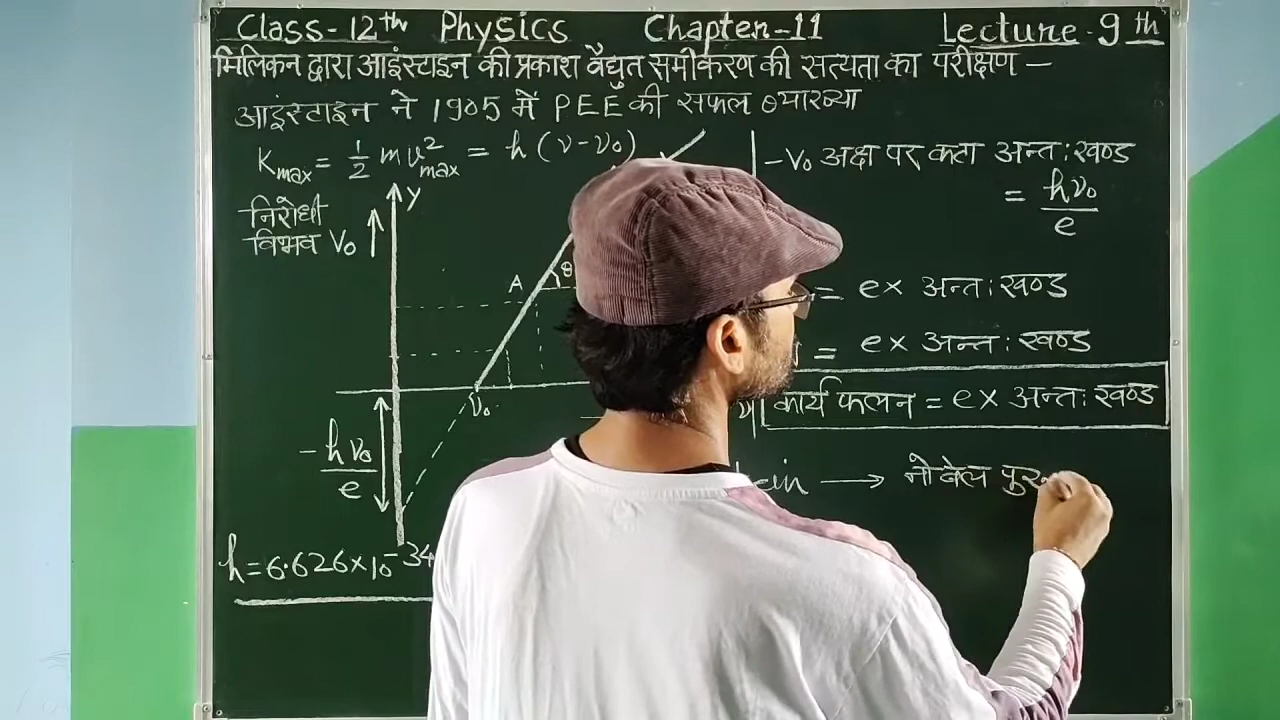 Class-12th Physics Chapter-11 Lecture-9th
मिलिकन द्वारा आइंस्टाइन की प्रकाश वैद्युत समीकरण की सत्यता का परीक्षण —
आइंस्टाइन ने 1905 में PEE की सफल व्याख्या
Kmax = 1/2 mv²max = h(ν-ν₀)
Y
निरोधी
विभव V₀
A θ
ν₀
-hν₀/e
h=6.626×10⁻³⁴
-V₀ अक्ष पर कटा अन्त:खण्ड
= hν₀/e
= e× अन्त:खण्ड
= e× अन्त:खण्ड
कार्य फलन = e× अन्त:खण्ड
ein → नोबेल पुर